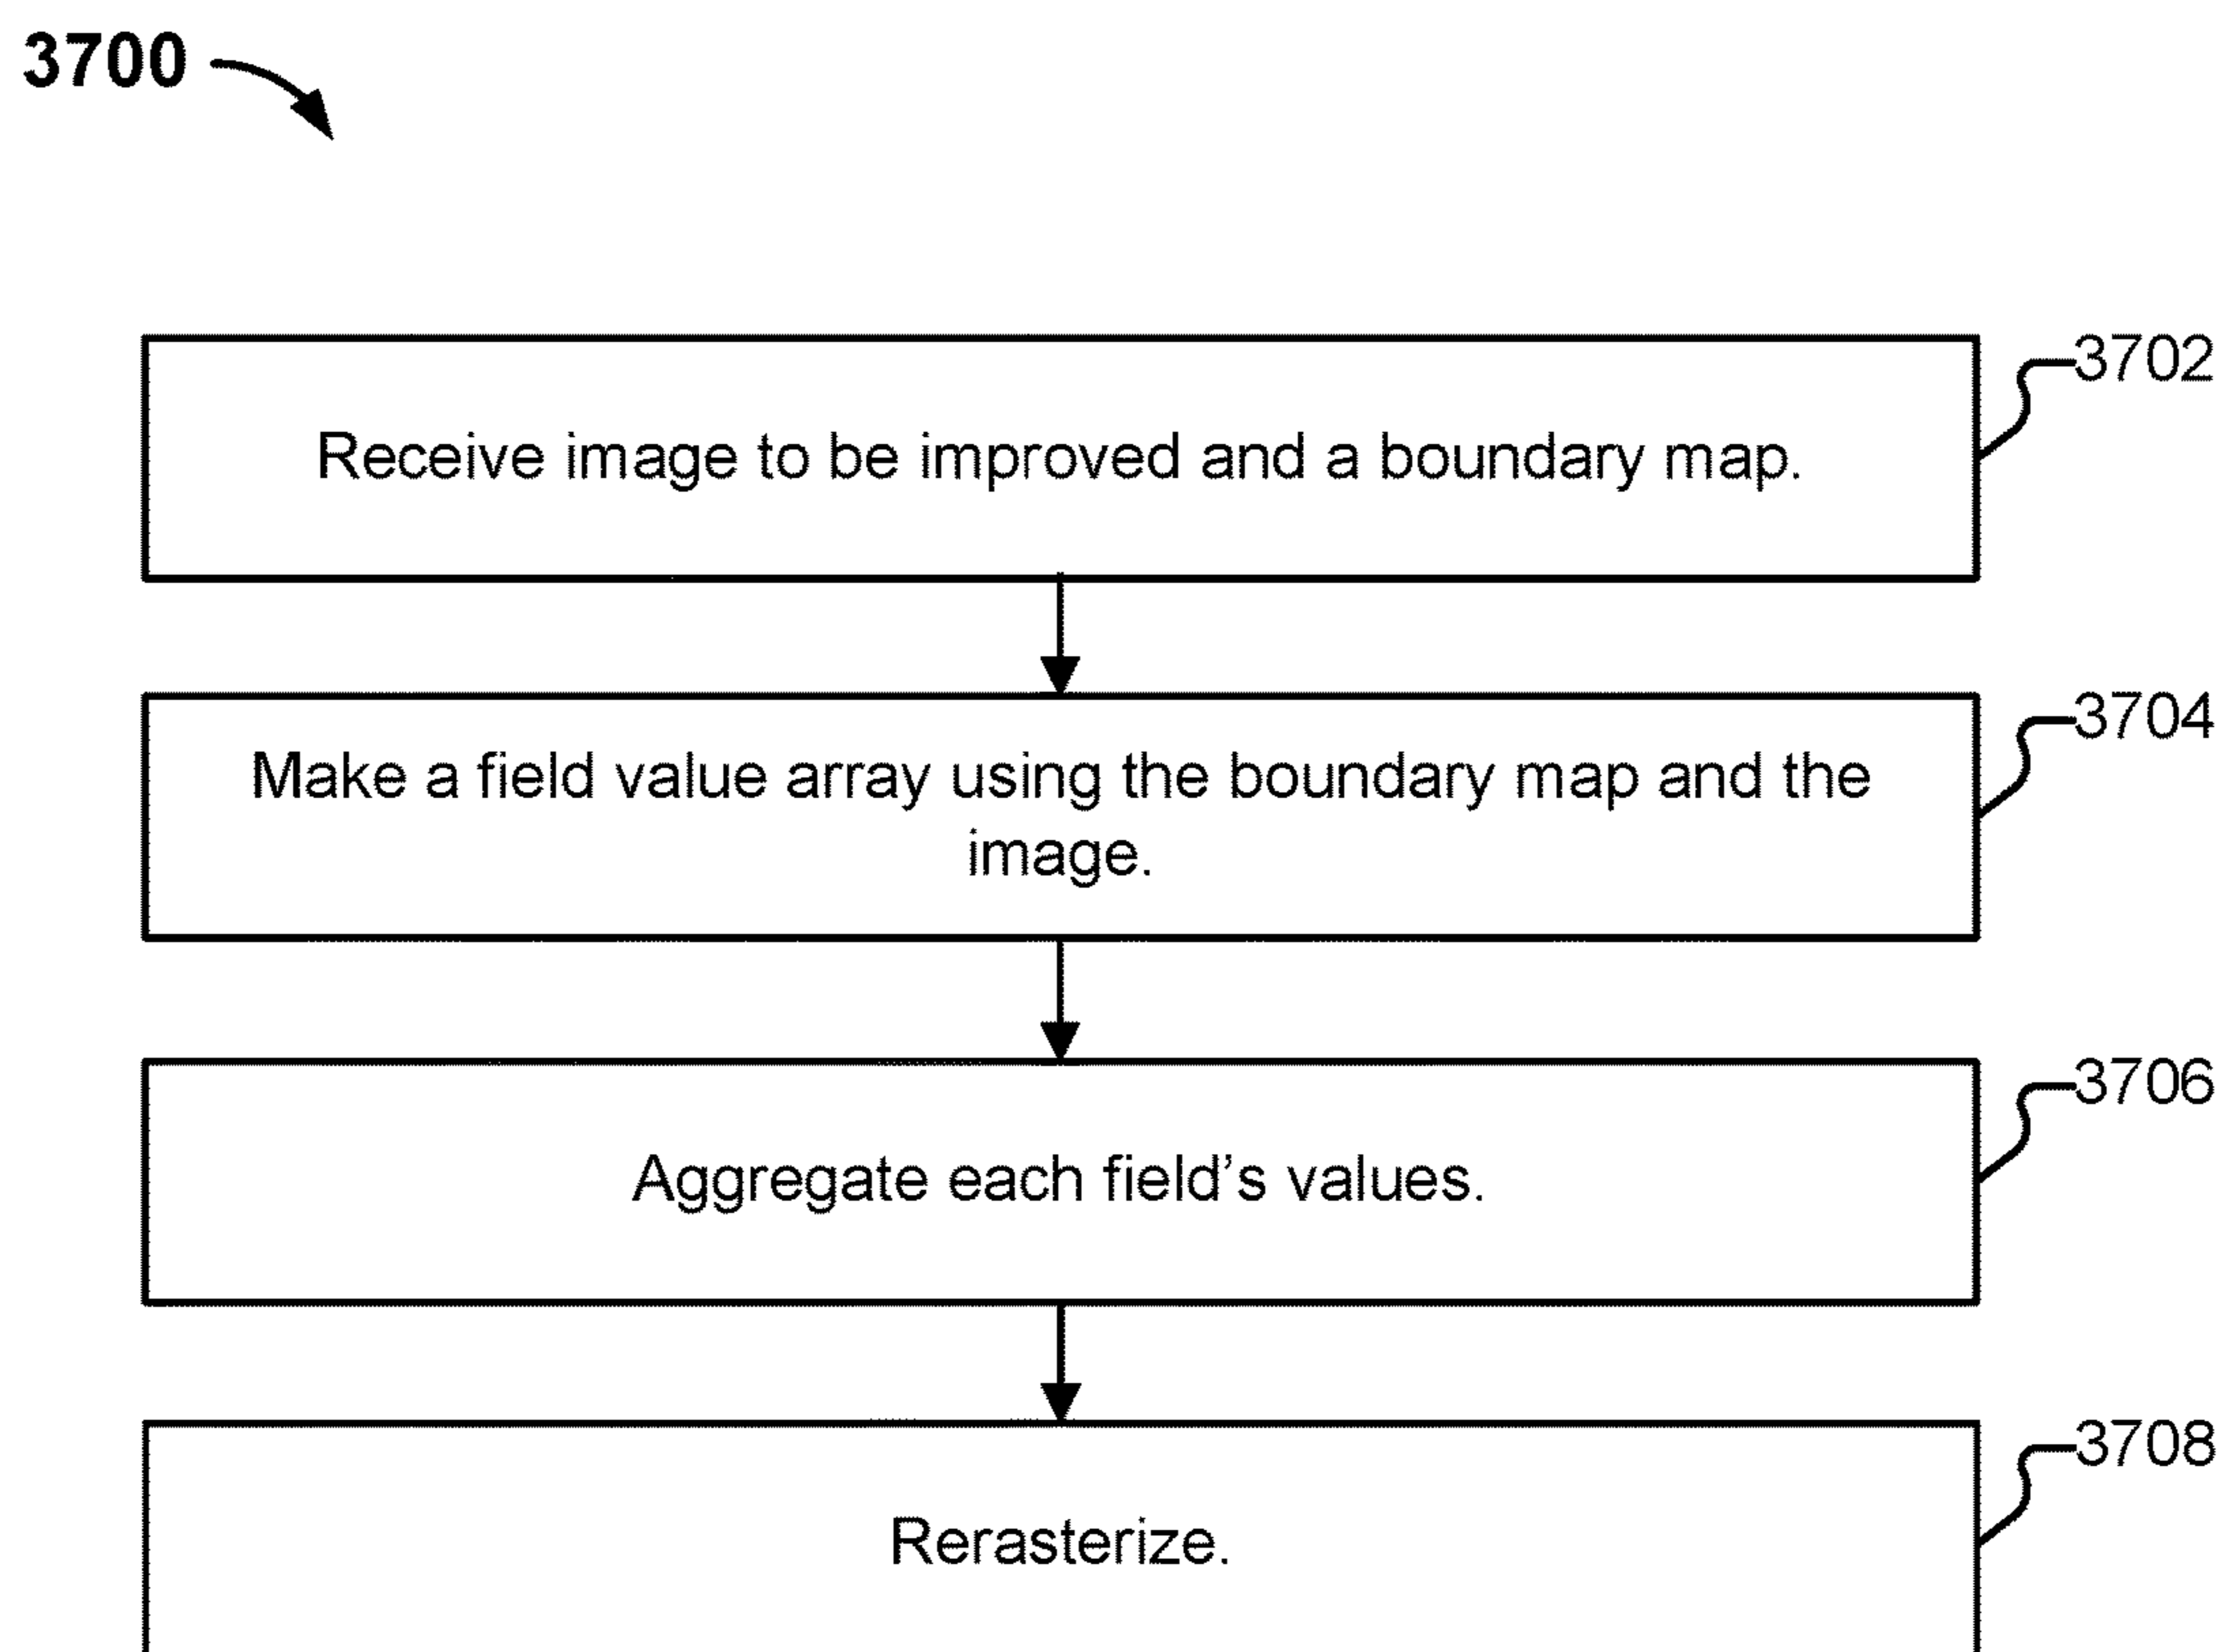 3700
3702
Receive image to be improved and a boundary map.
3704
Make a field value array using the boundary map and the
image.
3706
Aggregate each field’s values.
3708
Rerasterize.